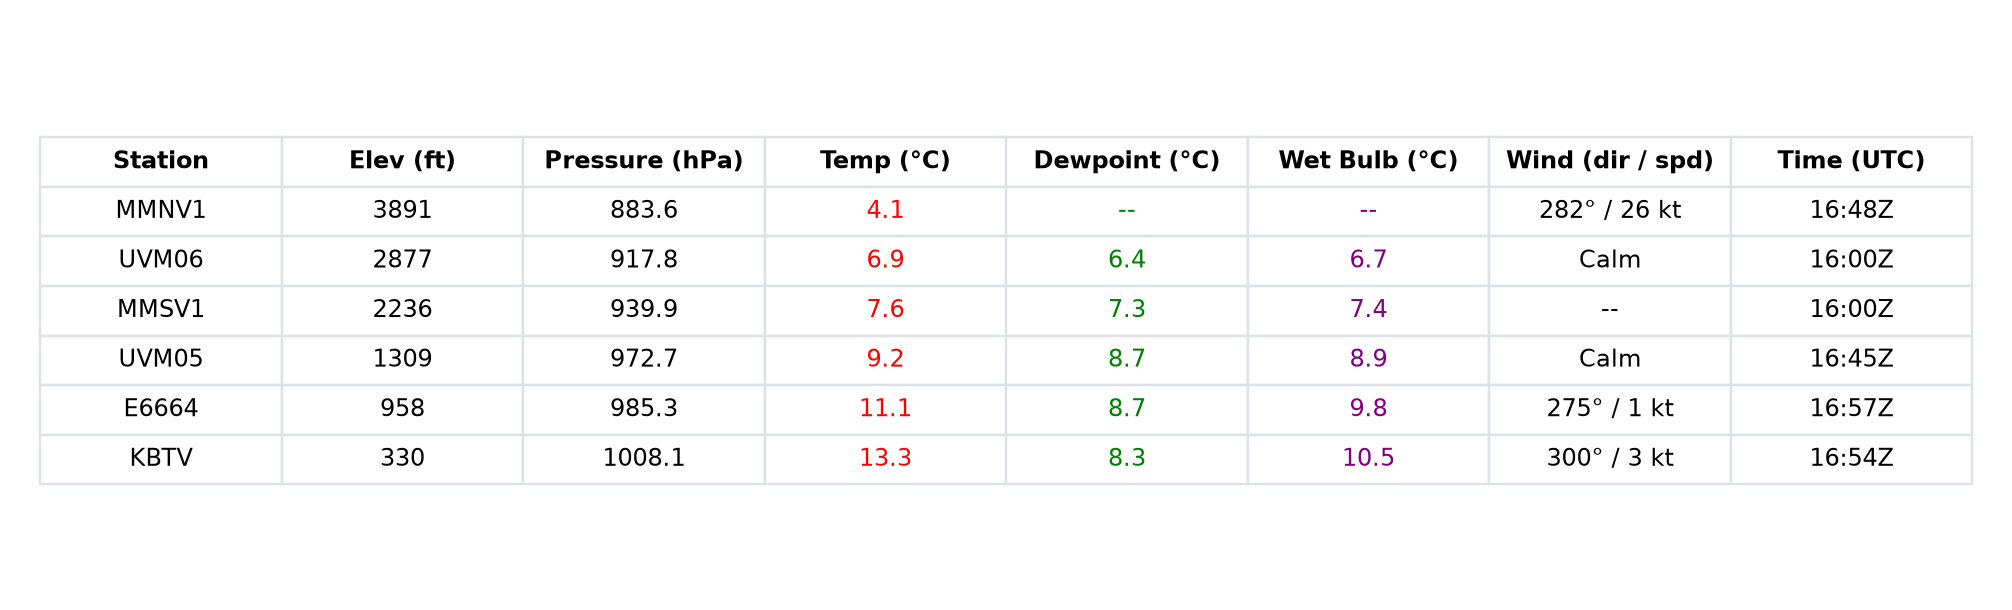 Station Elev (ft) Pressure (hPa) Temp (°C) Dewpoint (°C) Wet Bulb (°C) Wind (dir / spd) Time (UTC)
MMNV1 3891 883.6 4.1 -- -- 282° / 26 kt 16:48Z
UVM06 2877 917.8 6.9 6.4 6.7 Calm 16:00Z
MMSV1 2236 939.9 7.6 7.3 7.4 -- 16:00Z
UVM05 1309 972.7 9.2 8.7 8.9 Calm 16:45Z
E6664 958 985.3 11.1 8.7 9.8 275° / 1 kt 16:57Z
KBTV 330 1008.1 13.3 8.3 10.5 300° / 3 kt 16:54Z